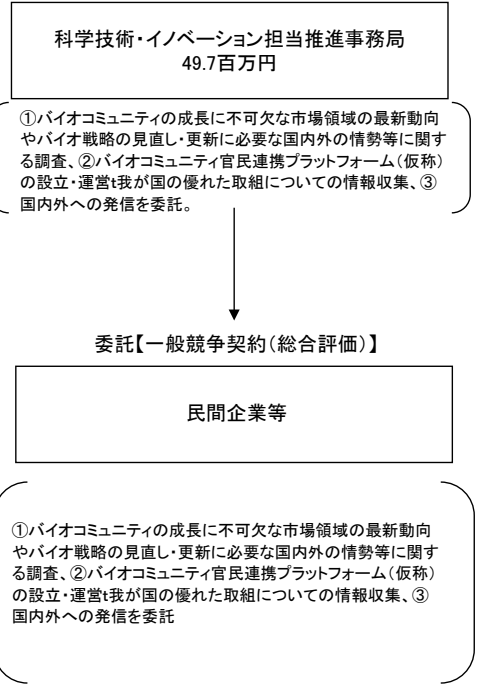 科学技術・イノベーション担当推進事務局
49.7百万円
①バイオコミュニティの成長に不可欠な市場領域の最新動向
やバイオ戦略の見直し・更新に必要な国内外の情勢等に関す
る調査、②バイオコミュニティ官民連携プラットフォーム(仮称)
の設立・運営t我が国の優れた取組についての情報収集、③
国内外への発信を委託。
委託【一般競争契約(総合評価)】
民間企業等
①バイオコミュニティの成長に不可欠な市場領域の最新動向
やバイオ戦略の見直し・更新に必要な国内外の情勢等に関す
る調査、②バイオコミュニティ官民連携プラットフォーム(仮称)
の設立・運営t我が国の優れた取組についての情報収集、③
国内外への発信を委託